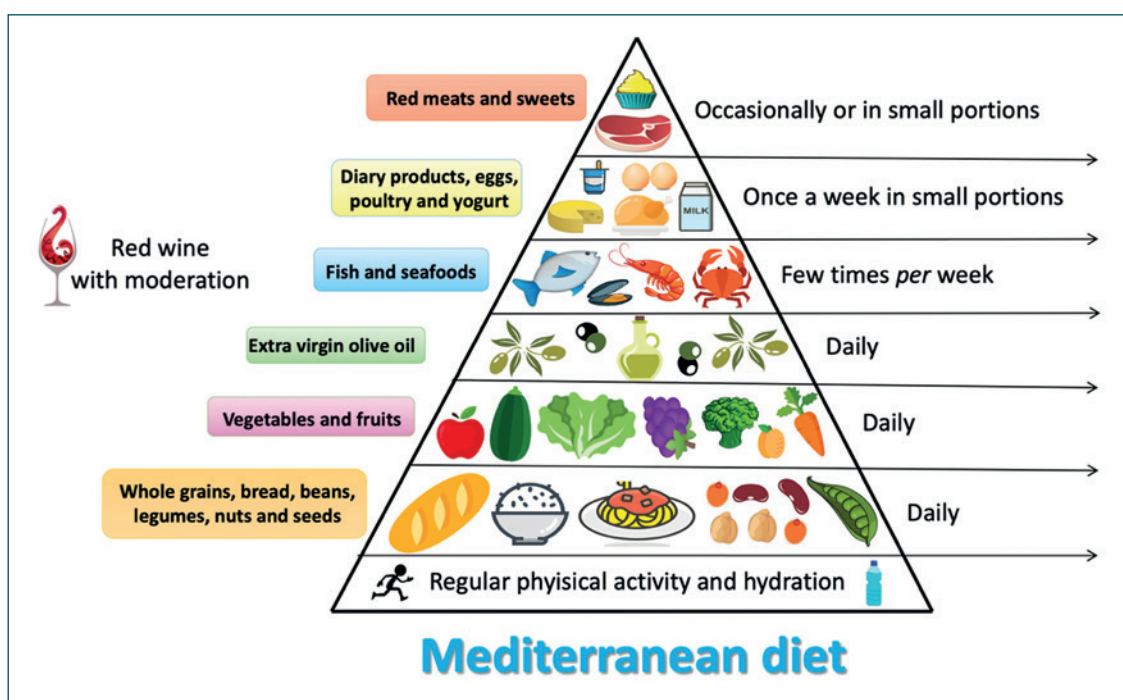 Red meats and sweets
Occasionally or in small portions
Diary products, eggs,
poultry and yogurt
MILK
Once a week in small portions
Red wine
with moderation
Fish and seafoods
Few times per week
Extra virgin olive oil
Daily
Vegetables and fruits
Daily
Whole grains, bread, beans,
legumes, nuts and seeds
Daily
Regular phyisical activity and hydration
Mediterranean diet